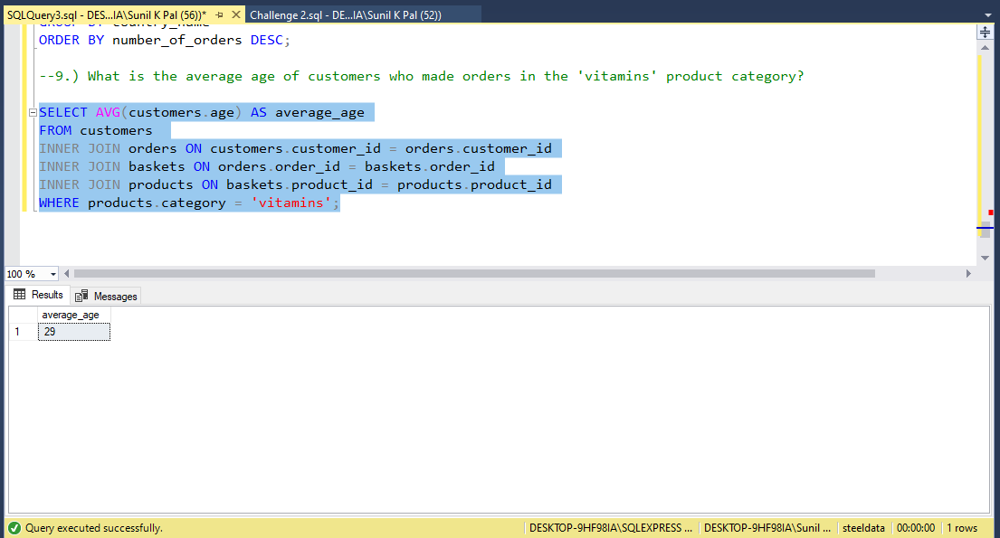 SQLQuery3.sql - DES...IA\Sunil K Pal (56))*
Challenge 2.sql - DE...IA\Sunil K Pal (52))
GROUP BY country_name
ORDER BY number_of_orders DESC;
--9.) What is the average age of customers who made orders in the 'vitamins' product category?
SELECT AVG(customers.age) AS average_age
FROM customers
INNER JOIN orders ON customers.customer_id = orders.customer_id
INNER JOIN baskets ON orders.order_id = baskets.order_id
INNER JOIN products ON baskets.product_id = products.product_id
WHERE products.category = 'vitamins';
100 %
Results
Messages
average_age
1 29
Query executed successfully.
DESKTOP-9HF98IA\SQLEXPRESS ...
DESKTOP-9HF98IA\Sunil ...
steeldata
00:00:00
1 rows